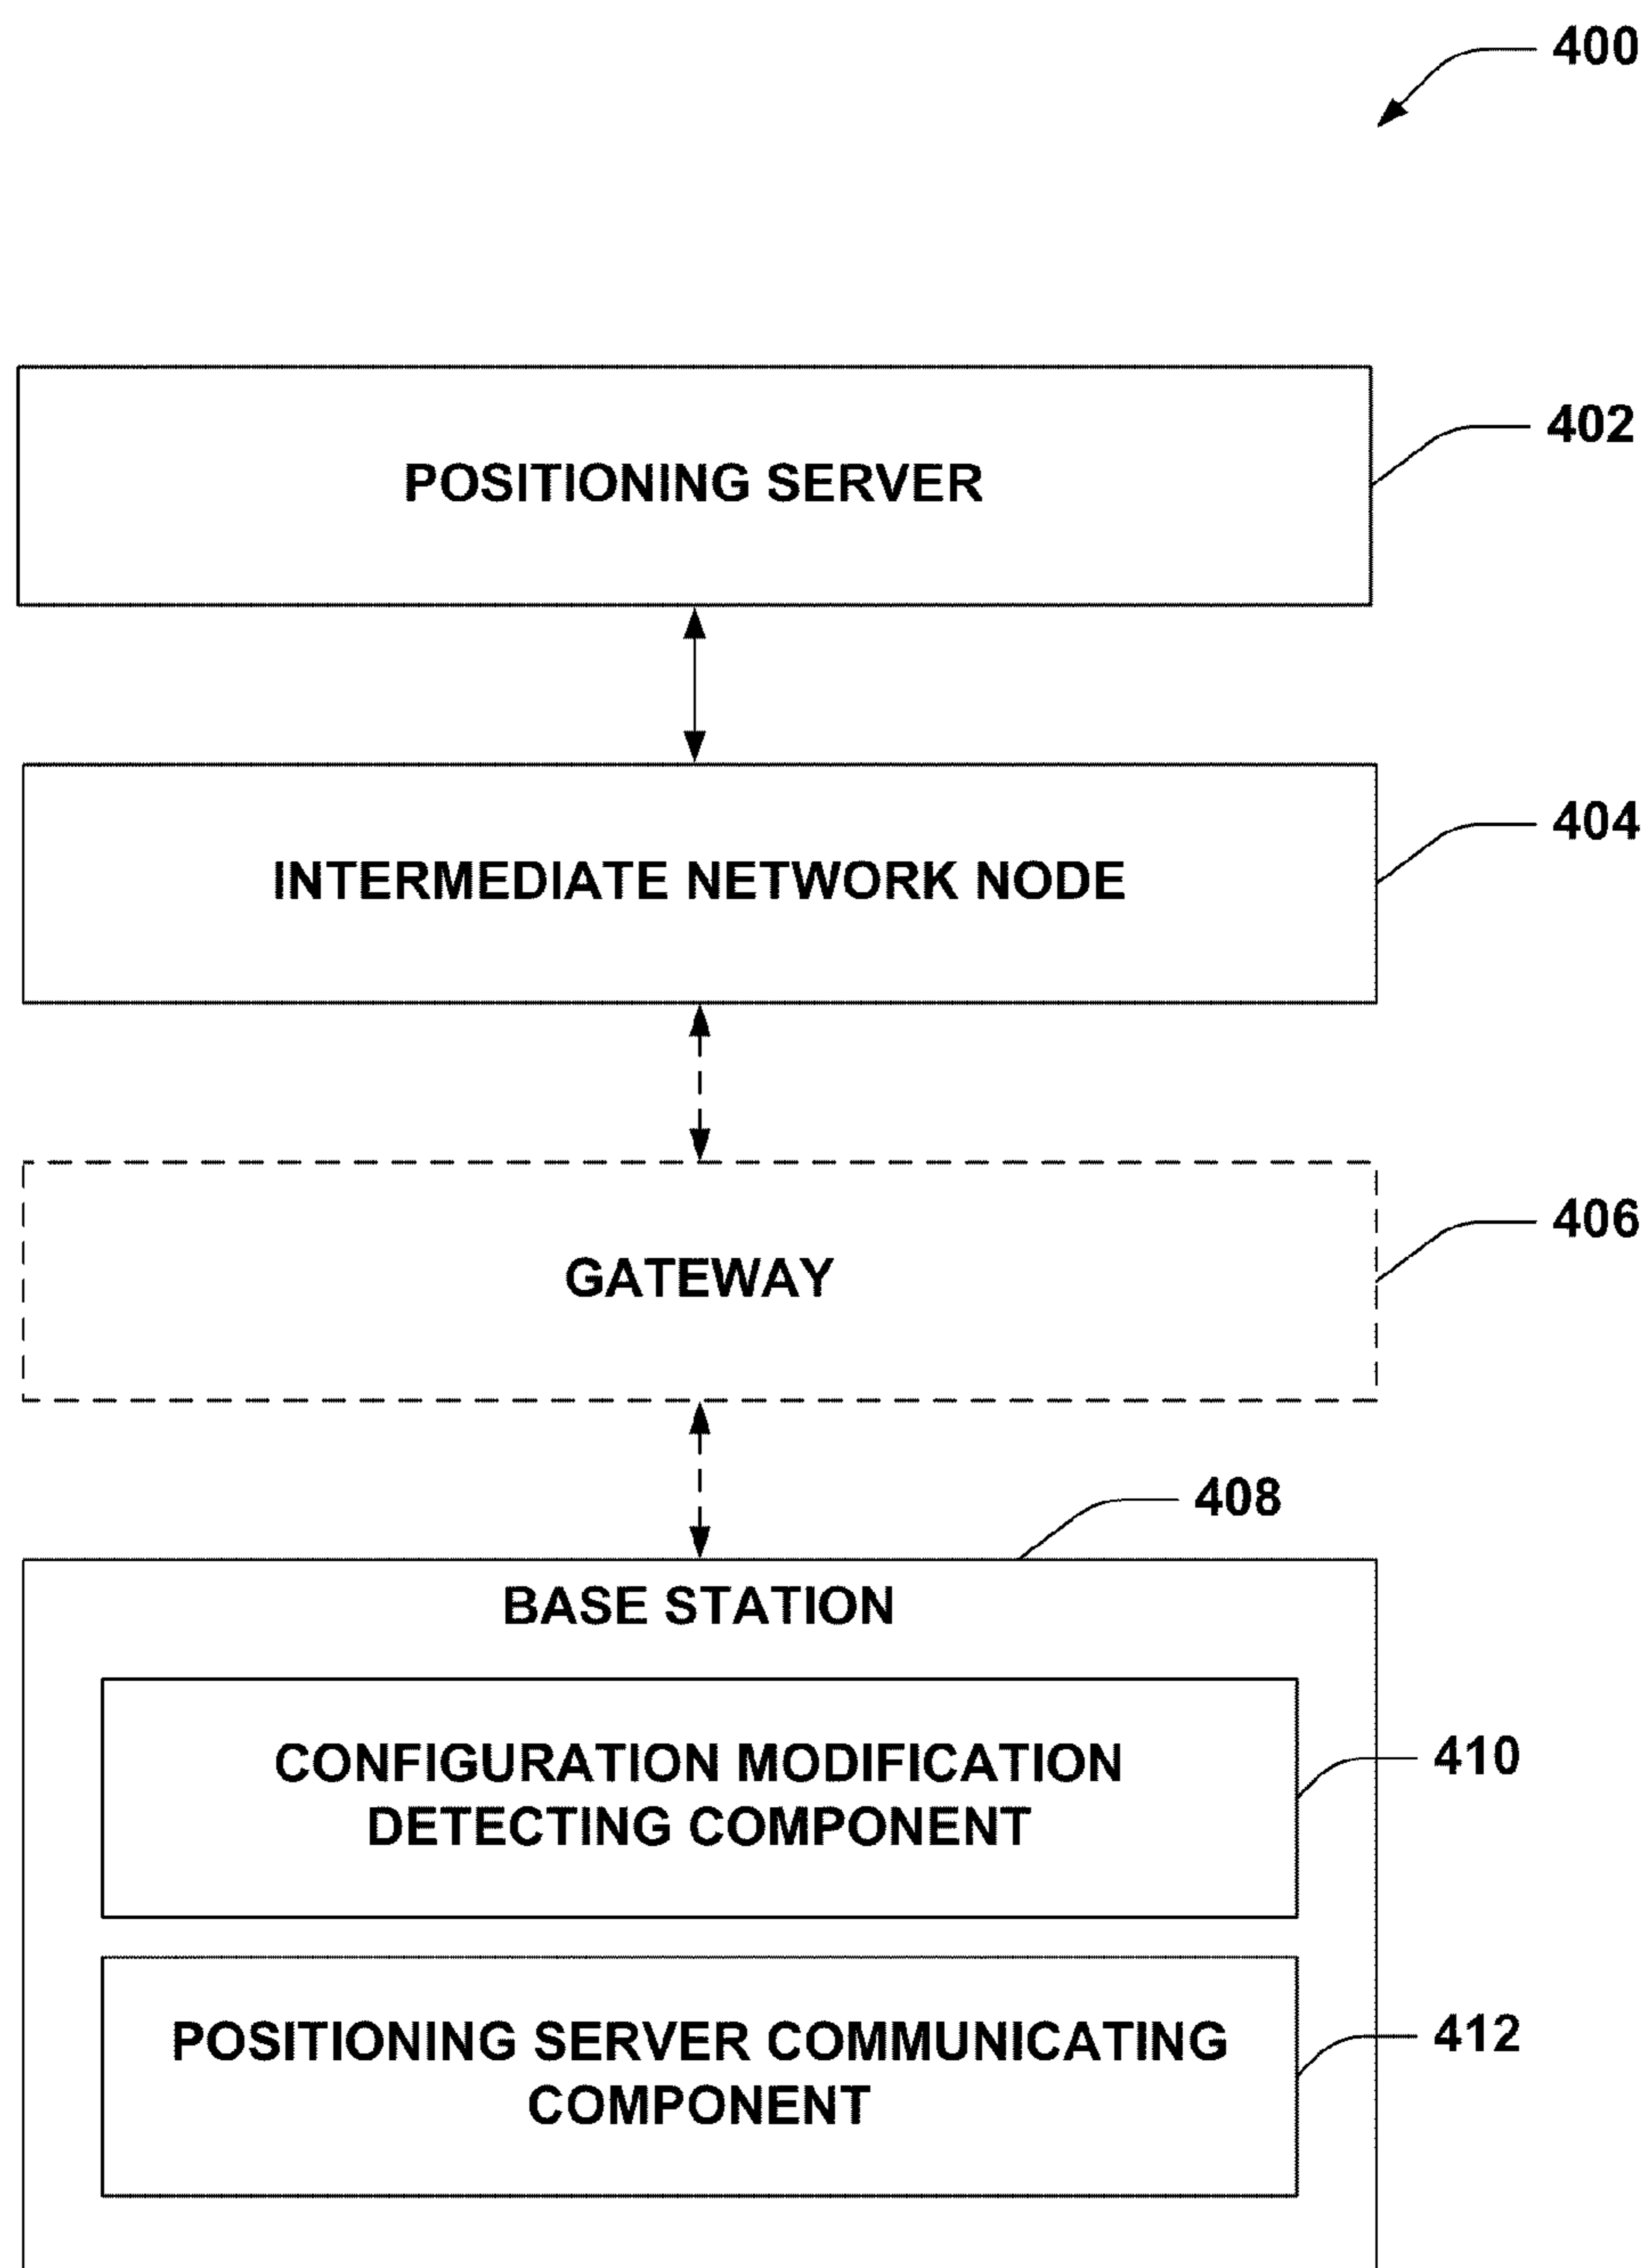 400
POSITIONING SERVER
402
INTERMEDIATE NETWORK NODE
404
GATEWAY
406
408
BASE STATION
CONFIGURATION MODIFICATION
DETECTING COMPONENT
410
POSITIONING SERVER COMMUNICATING
COMPONENT
412